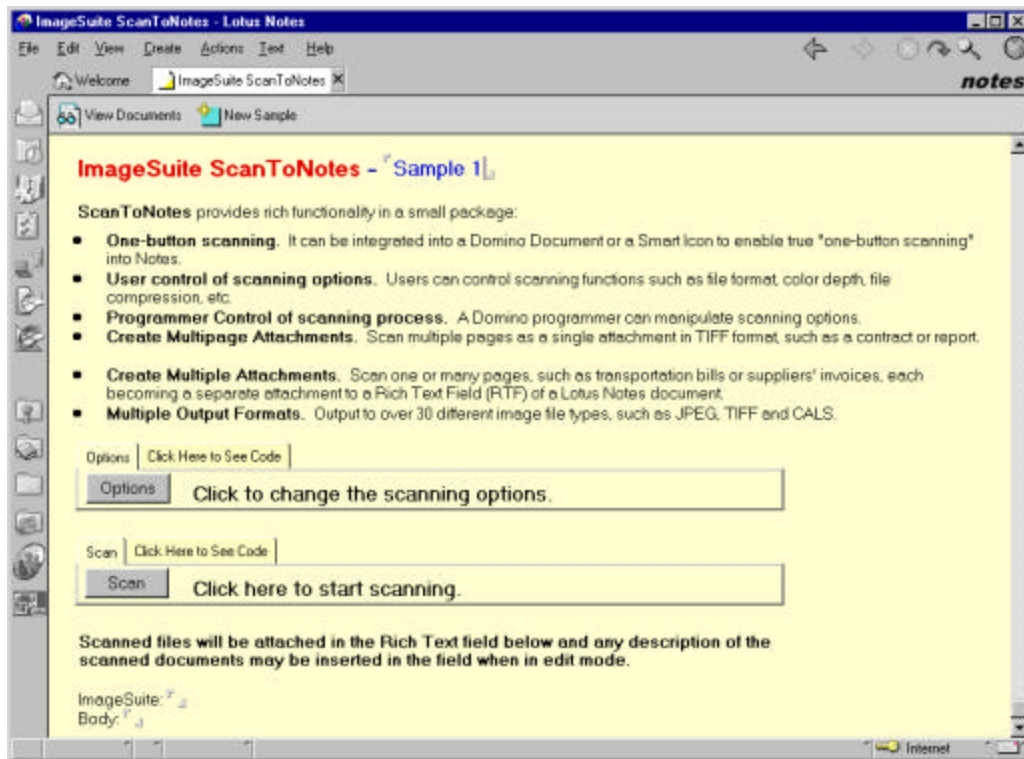 ImageSuite ScanToNotes - Lotus Notes
File Edit View Create Actions Text Help
Welcome ImageSuite ScanToNotes
notes
View Documents New Sample
ImageSuite ScanToNotes - Sample 1
ScanToNotes provides rich functionality in a small package:
One-button scanning. It can be integrated into a Domino Document or a Smart Icon to enable true "one-button scanning"
into Notes.
User control of scanning options. Users can control scanning functions such as file format, color depth, file
compression, etc.
Programmer Control of scanning process. A Domino programmer can manipulate scanning options.
Create Multipage Attachments. Scan multiple pages as a single attachment in TIFF format, such as a contract or report.
Create Multiple Attachments. Scan one or many pages, such as transportation bills or suppliers' invoices, each
becoming a separate attachment to a Rich Text Field (RTF) of a Lotus Notes document.
Multiple Output Formats. Output to over 30 different image file types, such as JPEG, TIFF and CALS.
Options Click Here to See Code
Options Click to change the scanning options.
Scan Click Here to See Code
Scan Click here to start scanning.
Scanned files will be attached in the Rich Text field below and any description of the
scanned documents may be inserted in the field when in edit mode.
ImageSuite:
Body:
Internet